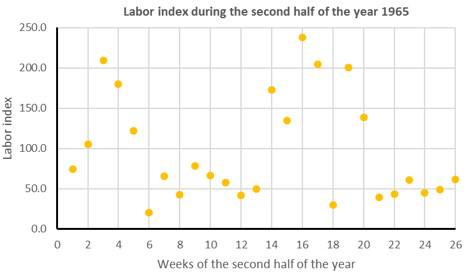 Labor index during the second half of the year 1965
250.0
200.0
150.0
100.0
50.0
0.0
Labor index
0 2 4 6 8 10 12 14 16 18 20 22 24 26
Weeks of the second half of the year